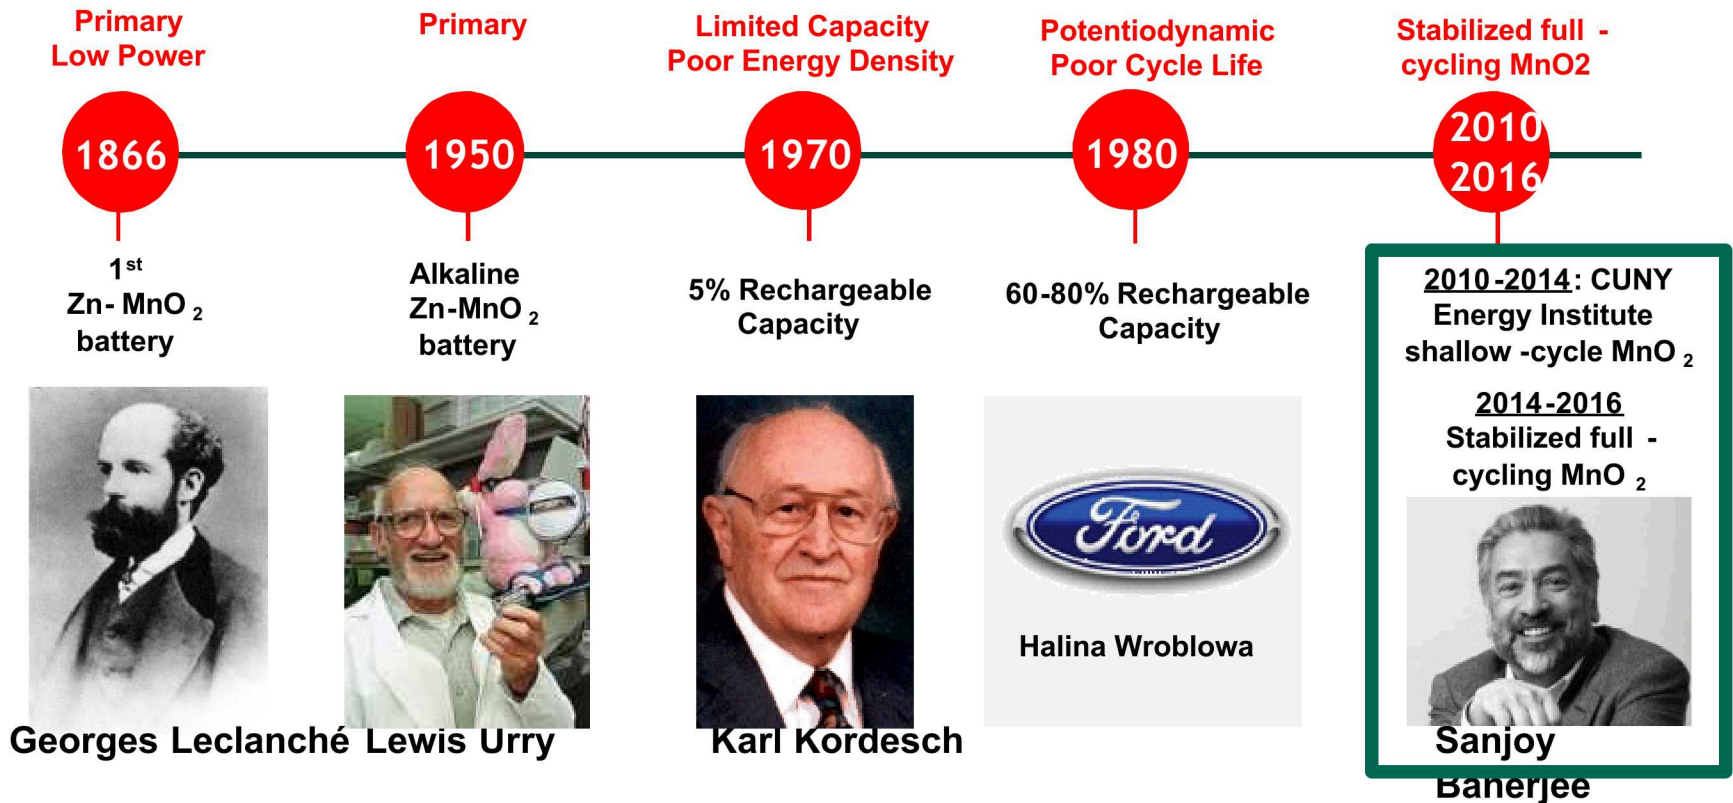 Primary
Low Power
Primary
Limited Capacity
Poor Energy Density
Potentiodynamic
Poor Cycle Life
Stabilized full -
cycling MnO2
1866
1950
1970
1980
2010
2016
1st
Zn- MnO 2
battery
Alkaline
Zn-MnO 2
battery
5% Rechargeable
Capacity
60-80% Rechargeable
Capacity
2010-2014: CUNY
Energy Institute
shallow -cycle MnO 2
2014-2016
Stabilized full -
cycling MnO 2
Ford
Halina Wroblowa
Georges Leclanché
Lewis Urry
Karl Kordesch
Sanjoy
Banerjee